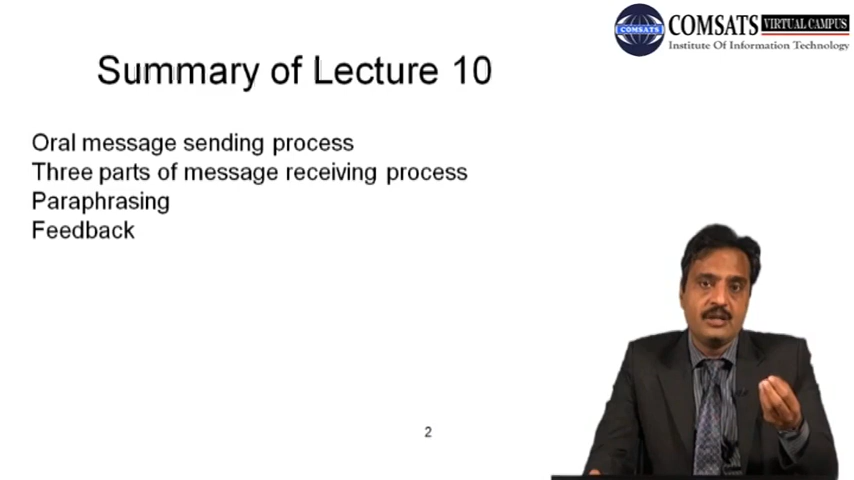 COMSATS VIRTUAL CAMPUS
COMSATS
Institute Of Information Technology
Summary of Lecture 10
Oral message sending process
Three parts of message receiving process
Paraphrasing
Feedback
2